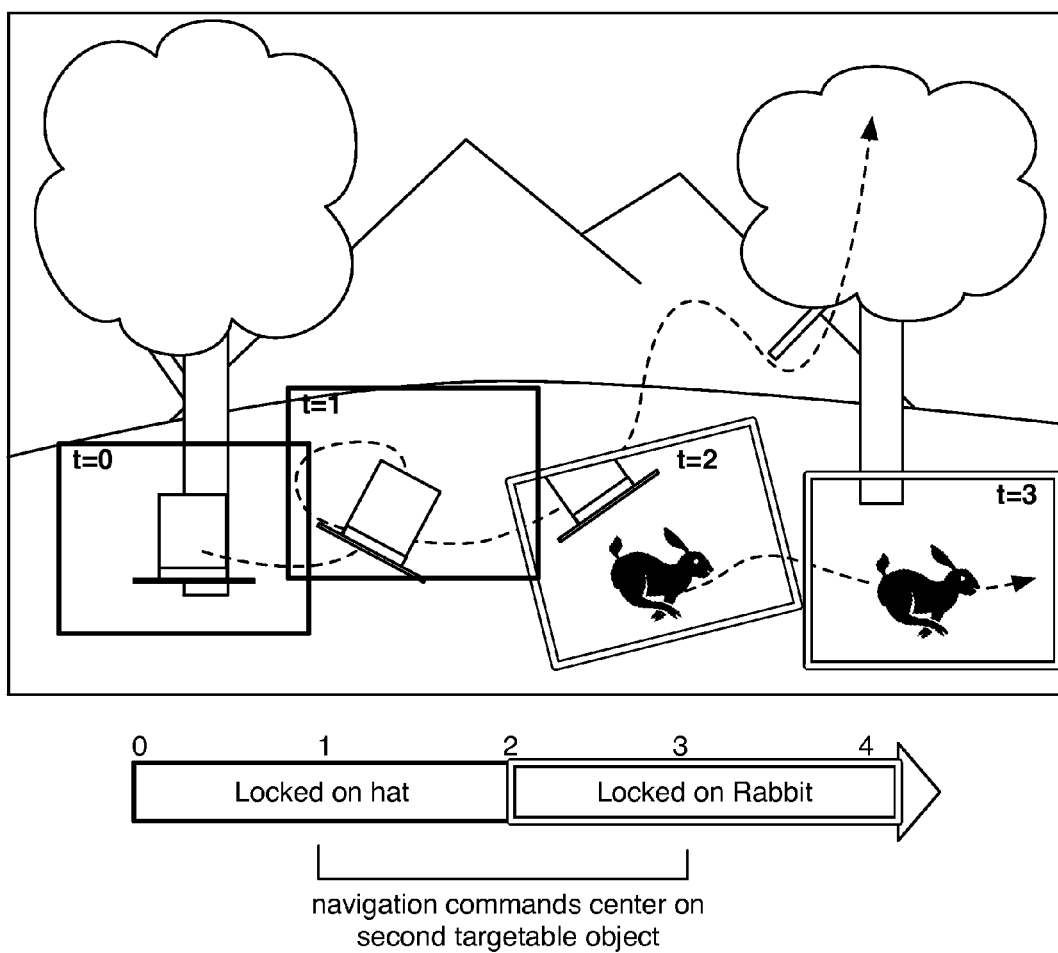 t=1
t=0
t=2
t=3
0 1 2 3 4
Locked on hat Locked on Rabbit
navigation commands center on
second targetable object